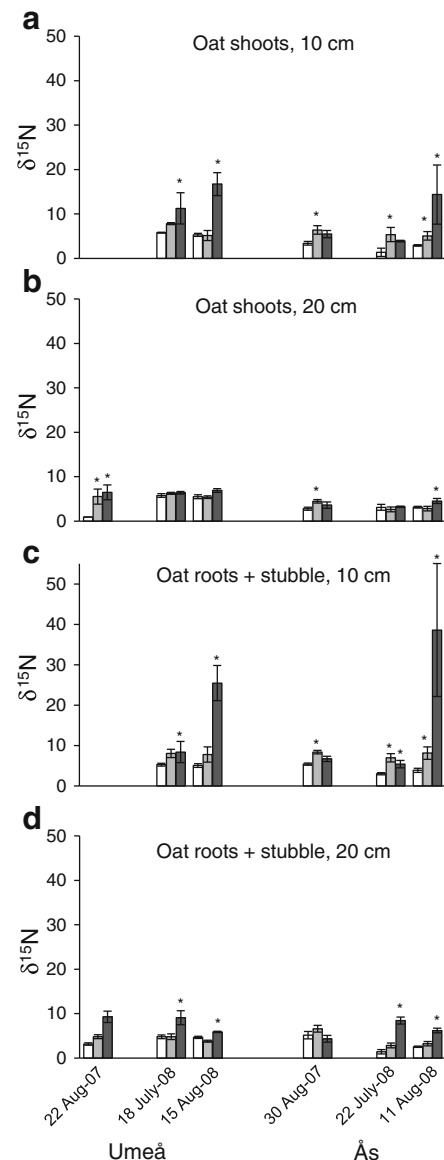 a
Oat shoots, 10 cm
δ¹⁵N
50
40
30
20
10
0
* * * * * *
b
Oat shoots, 20 cm
δ¹⁵N
50
40
30
20
10
0
* * * *
c
Oat roots + stubble, 10 cm
δ¹⁵N
50
40
30
20
10
0
* * * * * * *
d
Oat roots + stubble, 20 cm
δ¹⁵N
50
40
30
20
10
0
* * * *
22 Aug-07 18 July-08 15 Aug-08 30 Aug-07 22 July-08 11 Aug-08
Umeå Ås